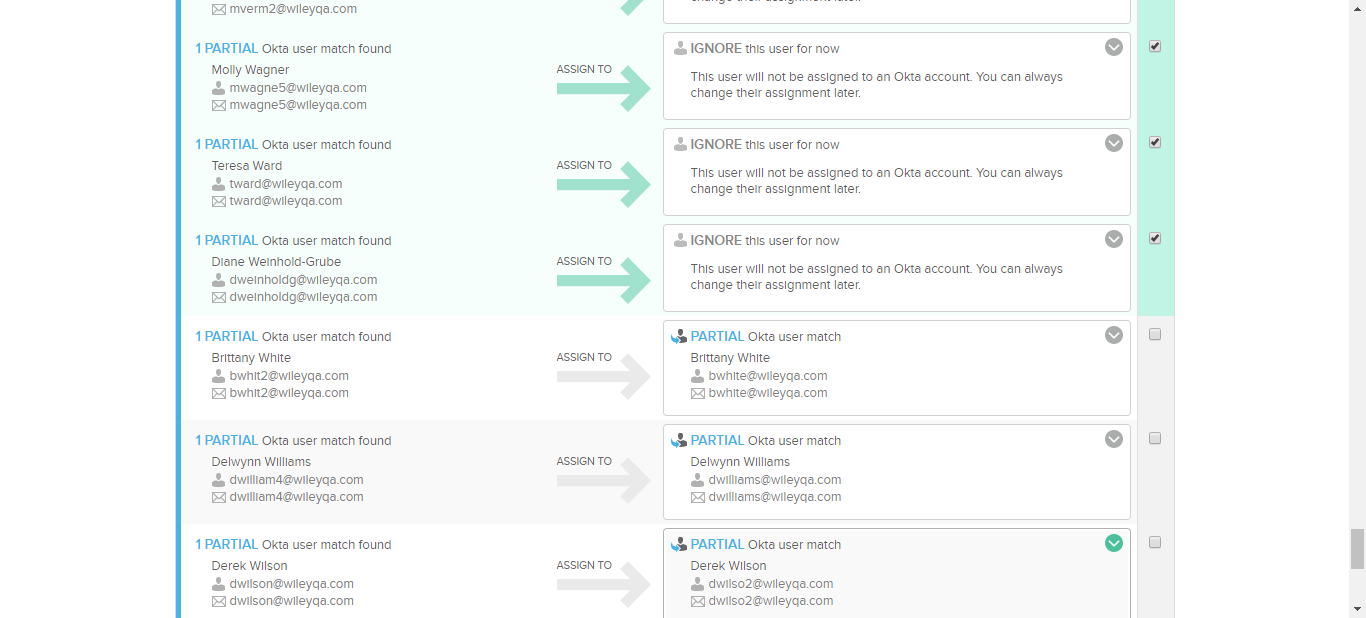 mverm2@wileyqa.com
change their assignment later.
1 PARTIAL Okta user match found
Molly Wagner
mwagne5@wileyqa.com
mwagne5@wileyqa.com
ASSIGN TO
IGNORE this user for now
This user will not be assigned to an Okta account. You can always
change their assignment later.
1 PARTIAL Okta user match found
Teresa Ward
tward@wileyqa.com
tward@wileyqa.com
ASSIGN TO
IGNORE this user for now
This user will not be assigned to an Okta account. You can always
change their assignment later.
1 PARTIAL Okta user match found
Diane Weinhold-Grube
dweinholdg@wileyqa.com
dweinholdg@wileyqa.com
ASSIGN TO
IGNORE this user for now
This user will not be assigned to an Okta account. You can always
change their assignment later.
1 PARTIAL Okta user match found
Brittany White
bwhit2@wileyqa.com
bwhit2@wileyqa.com
ASSIGN TO
PARTIAL Okta user match
Brittany White
bwhite@wileyqa.com
bwhite@wileyqa.com
1 PARTIAL Okta user match found
Delwynn Williams
dwilliam4@wileyqa.com
dwilliam4@wileyqa.com
ASSIGN TO
PARTIAL Okta user match
Delwynn Williams
dwilliams@wileyqa.com
dwilliams@wileyqa.com
1 PARTIAL Okta user match found
Derek Wilson
dwilson@wileyqa.com
dwilson@wileyqa.com
ASSIGN TO
PARTIAL Okta user match
Derek Wilson
dwilso2@wileyqa.com
dwilso2@wileyqa.com